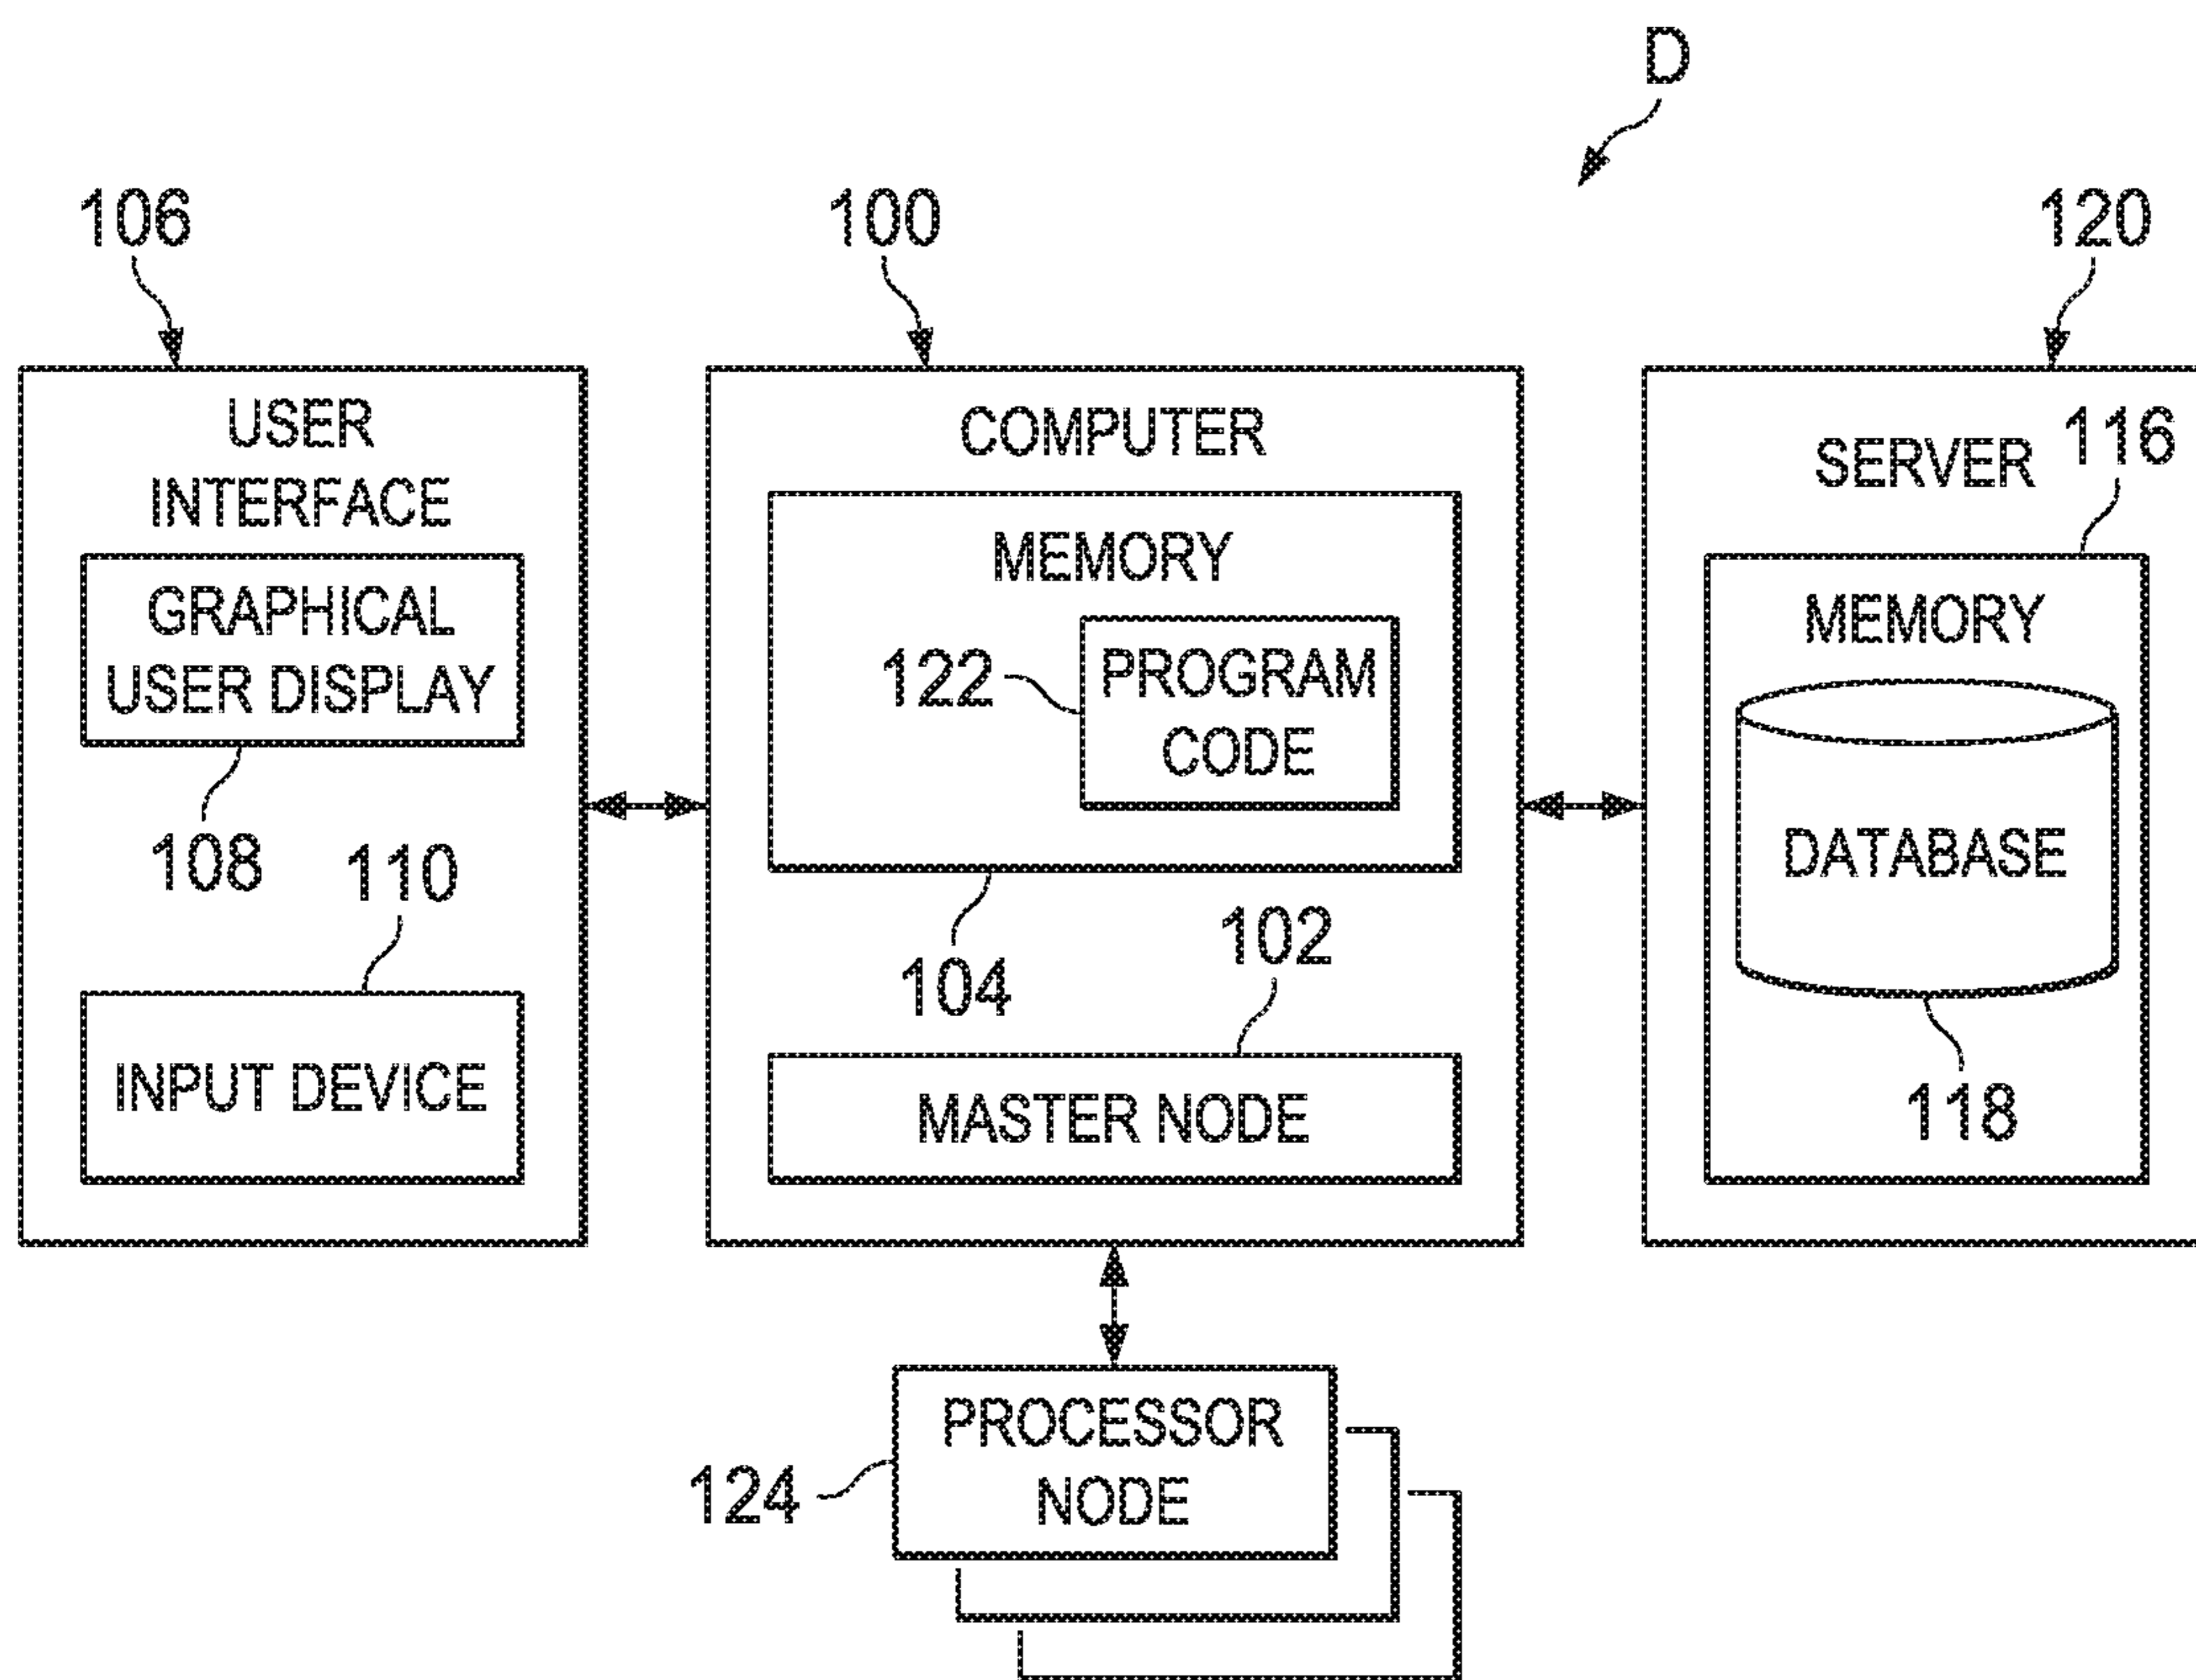 D
106
100
120
USER
INTERFACE
GRAPHICAL
USER DISPLAY
108
110
INPUT DEVICE
COMPUTER
MEMORY
122
PROGRAM
CODE
104
102
MASTER NODE
SERVER
116
MEMORY
DATABASE
118
PROCESSOR
NODE
124